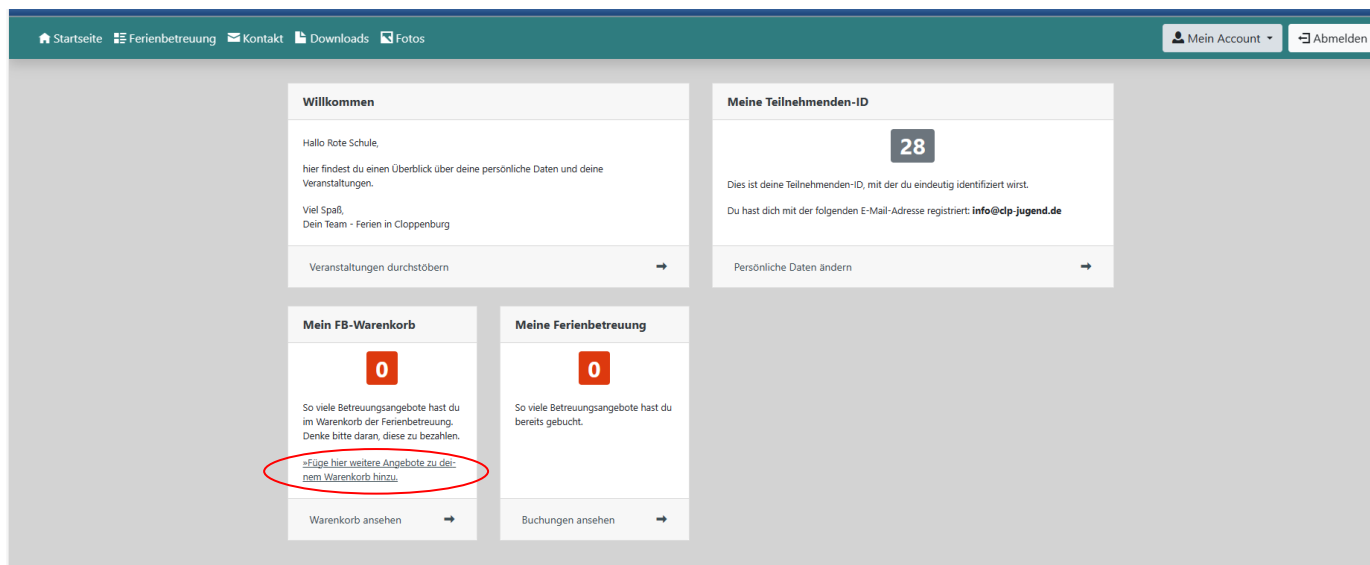 Startseite Ferienbetreuung Kontakt Downloads Fotos Mein Account Abmelden
Willkommen
Hallo Rote Schule,
hier findest du einen Überblick über deine persönliche Daten und deine
Veranstaltungen.
Viel Spaß,
Dein Team - Ferien in Cloppenburg
Veranstaltungen durchstöbern
Meine Teilnehmenden-ID
28
Dies ist deine Teilnehmenden-ID, mit der du eindeutig identifiziert wirst.
Du hast dich mit der folgenden E-Mail-Adresse registriert: info@clp-jugend.de
Persönliche Daten ändern
Mein FB-Warenkorb
0
So viele Betreuungsangebote hast du
im Warenkorb der Ferienbetreuung.
Denke bitte daran, diese zu bezahlen.
»Füge hier weitere Angebote zu dei-
nem Warenkorb hinzu.
Warenkorb ansehen
Meine Ferienbetreuung
0
So viele Betreuungsangebote hast du
bereits gebucht.
Buchungen ansehen